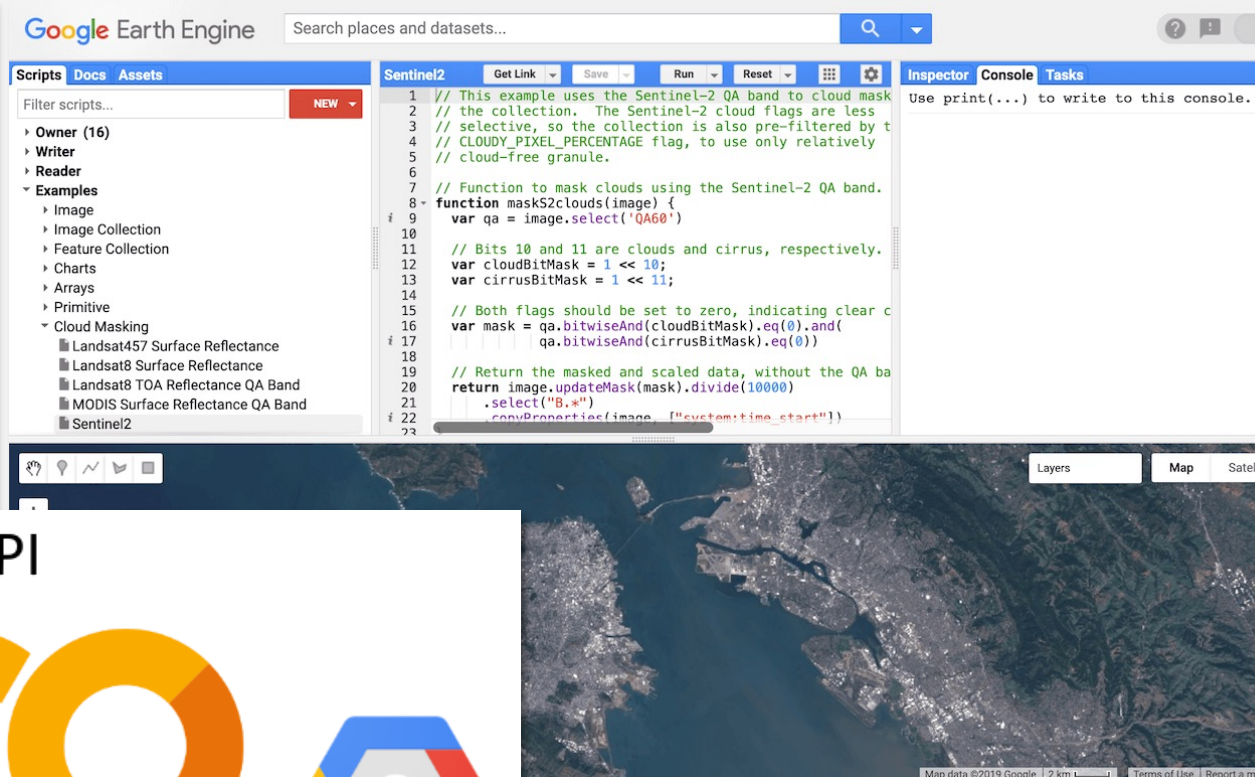 Google Earth Engine
Search places and datasets...
Scripts Docs Assets
Filter scripts...
NEW
Owner (16)
Writer
Reader
Examples
Image
Image Collection
Feature Collection
Charts
Arrays
Primitive
Cloud Masking
Landsat457 Surface Reflectance
Landsat8 Surface Reflectance
Landsat8 TOA Reflectance QA Band
MODIS Surface Reflectance QA Band
Sentinel2
Sentinel2 Get Link Save Run Reset
1 // This example uses the Sentinel-2 QA band to cloud mask
2 // the collection.  The Sentinel-2 cloud flags are less
3 // selective, so the collection is also pre-filtered by t
4 // CLOUDY_PIXEL_PERCENTAGE flag, to use only relatively
5 // cloud-free granule.
6
7 // Function to mask clouds using the Sentinel-2 QA band.
8 function maskS2clouds(image) {
i 9 var qa = image.select('QA60')
10
11 // Bits 10 and 11 are clouds and cirrus, respectively.
12 var cloudBitMask = 1 << 10;
13 var cirrusBitMask = 1 << 11;
14
15 // Both flags should be set to zero, indicating clear c
16 var mask = qa.bitwiseAnd(cloudBitMask).eq(0).and(
i 17 qa.bitwiseAnd(cirrusBitMask).eq(0))
18
19 // Return the masked and scaled data, without the QA ba
20 return image.updateMask(mask).divide(10000)
21 .select("B.*")
i 22 .copyProperties(image, ["system:time_start"])
23
Inspector Console Tasks
Use print(...) to write to this console.
Layers
Map Satel
PI
Map data ©2019 Google 2 km Terms of Use Report a m